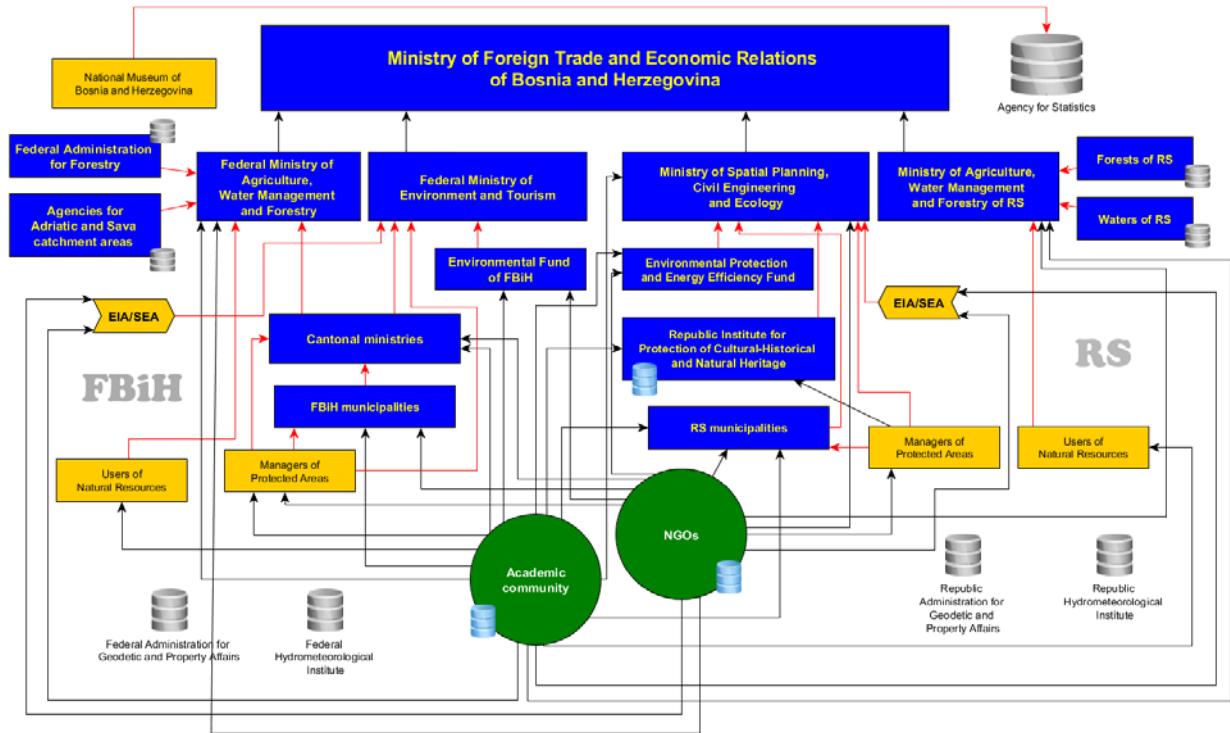 Ministry of Foreign Trade and Economic Relations
of Bosnia and Herzegovina
National Museum of
Bosnia and Herzegovina
Agency for Statistics
Federal Administration
for Forestry
Federal Ministry of
Agriculture,
Water Management
and Forestry
Federal Ministry of
Environment and Tourism
Ministry of Spatial Planning,
Civil Engineering
and Ecology
Ministry of Agriculture,
Water Management
and Forestry of RS
Forests of RS
Agencies for
Adriatic and Sava
catchment areas
Waters of RS
Environmental Fund
of FBiH
Environmental Protection
and Energy Efficiency Fund
EIA/SEA
EIA/SEA
Cantonal ministries
Republic Institute for
Protection of Cultural-Historical
and Natural Heritage
FBiH
RS
FBiH municipalities
RS municipalities
Users of
Natural Resources
Managers of
Protected Areas
Managers of
Protected Areas
Users of
Natural Resources
NGOs
Academic
community
Federal Administration for
Geodetic and Property Affairs
Federal
Hydrometeorological
Institute
Republic
Administration for
Geodetic and
Property Affairs
Republic
Hydrometeorological
Institute